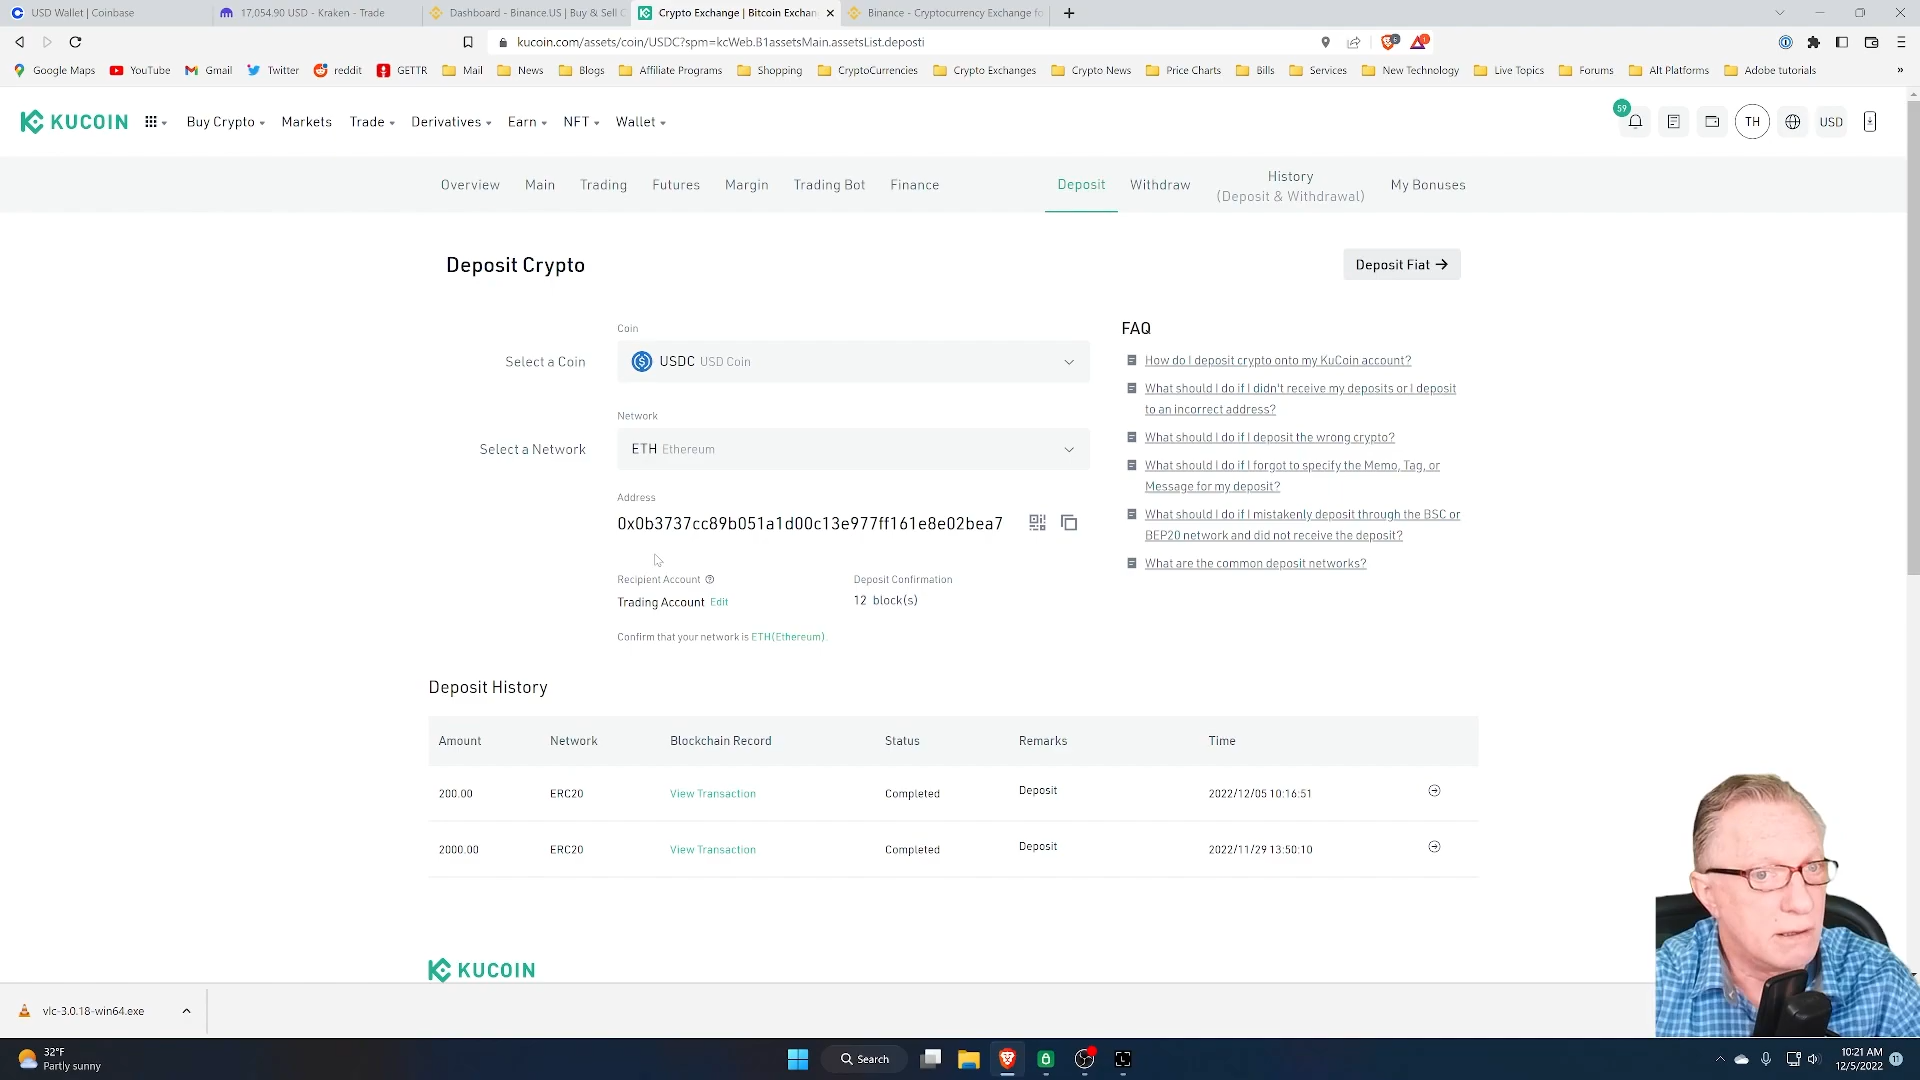 USD Wallet | Coinbase
17,054.90 USD - Kraken - Trade
Dashboard - Binance.US | Buy & Sell C
Crypto Exchange | Bitcoin Exchan
Binance - Cryptocurrency Exchange fo
kucoin.com/assets/coin/USDC?spm=kcWeb.B1assetsMain.assetsList.deposti
Google Maps
YouTube
Gmail
Twitter
reddit
GETTR
Mail
News
Blogs
Affiliate Programs
Shopping
CryptoCurrencies
Crypto Exchanges
Crypto News
Price Charts
Bills
Services
New Technology
Live Topics
Forums
Alt Platforms
Adobe tutorials
KUCOIN
Buy Crypto
Markets
Trade
Derivatives
Earn
NFT
Wallet
59
TH
USD
Overview
Main
Trading
Futures
Margin
Trading Bot
Finance
Deposit
Withdraw
History
(Deposit & Withdrawal)
My Bonuses
Deposit Crypto
Deposit Fiat →
Coin
Select a Coin
USDC USD Coin
Network
Select a Network
ETH Ethereum
Address
0x0b3737cc89b051a1d00c13e977ff161e8e02bea7
Recipient Account
Trading Account Edit
Deposit Confirmation
12 block(s)
Confirm that your network is ETH(Ethereum).
FAQ
How do I deposit crypto onto my KuCoin account?
What should I do if I didn't receive my deposits or I deposit
to an incorrect address?
What should I do if I deposit the wrong crypto?
What should I do if I forgot to specify the Memo, Tag, or
Message for my deposit?
What should I do if I mistakenly deposit through the BSC or
BEP20 network and did not receive the deposit?
What are the common deposit networks?
Deposit History
Amount Network Blockchain Record Status Remarks Time
200.00 ERC20 View Transaction Completed Deposit 2022/12/05 10:16:51
2000.00 ERC20 View Transaction Completed Deposit 2022/11/29 13:50:10
KUCOIN
vlc-3.0.18-win64.exe
32°F
Partly sunny
Search
10:21 AM
12/5/2022